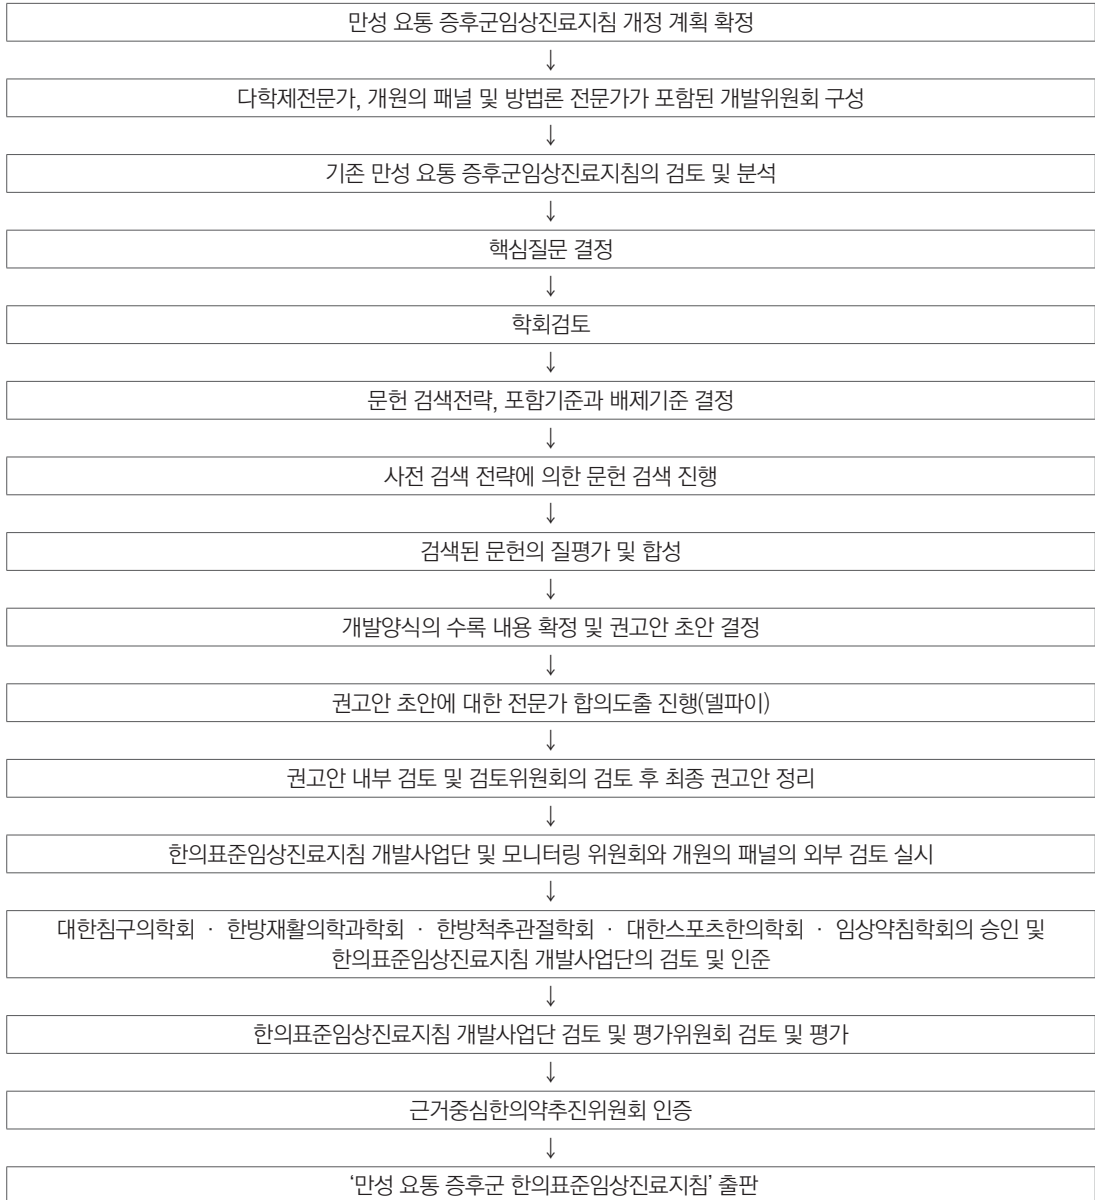 만성 요통 증후군임상진료지침 개정 계획 확정
↓
다학제전문가, 개원의 패널 및 방법론 전문가가 포함된 개발위원회 구성
↓
기존 만성 요통 증후군임상진료지침의 검토 및 분석
↓
핵심질문 결정
↓
학회검토
↓
문헌 검색전략, 포함기준과 배제기준 결정
↓
사전 검색 전략에 의한 문헌 검색 진행
↓
검색된 문헌의 질평가 및 합성
↓
개발양식의 수록 내용 확정 및 권고안 초안 결정
↓
권고안 초안에 대한 전문가 합의도출 진행(델파이)
↓
권고안 내부 검토 및 검토위원회의 검토 후 최종 권고안 정리
↓
한의표준임상진료지침 개발사업단 및 모니터링 위원회와 개원의 패널의 외부 검토 실시
↓
대한침구의학회 · 한방재활의학과학회 · 한방척추관절학회 · 대한스포츠한의학회 · 임상약침학회의 승인 및
한의표준임상진료지침 개발사업단의 검토 및 인준
↓
한의표준임상진료지침 개발사업단 검토 및 평가위원회 검토 및 평가
↓
근거중심한의약추진위원회 인증
↓
‘만성 요통 증후군 한의표준임상진료지침’ 출판